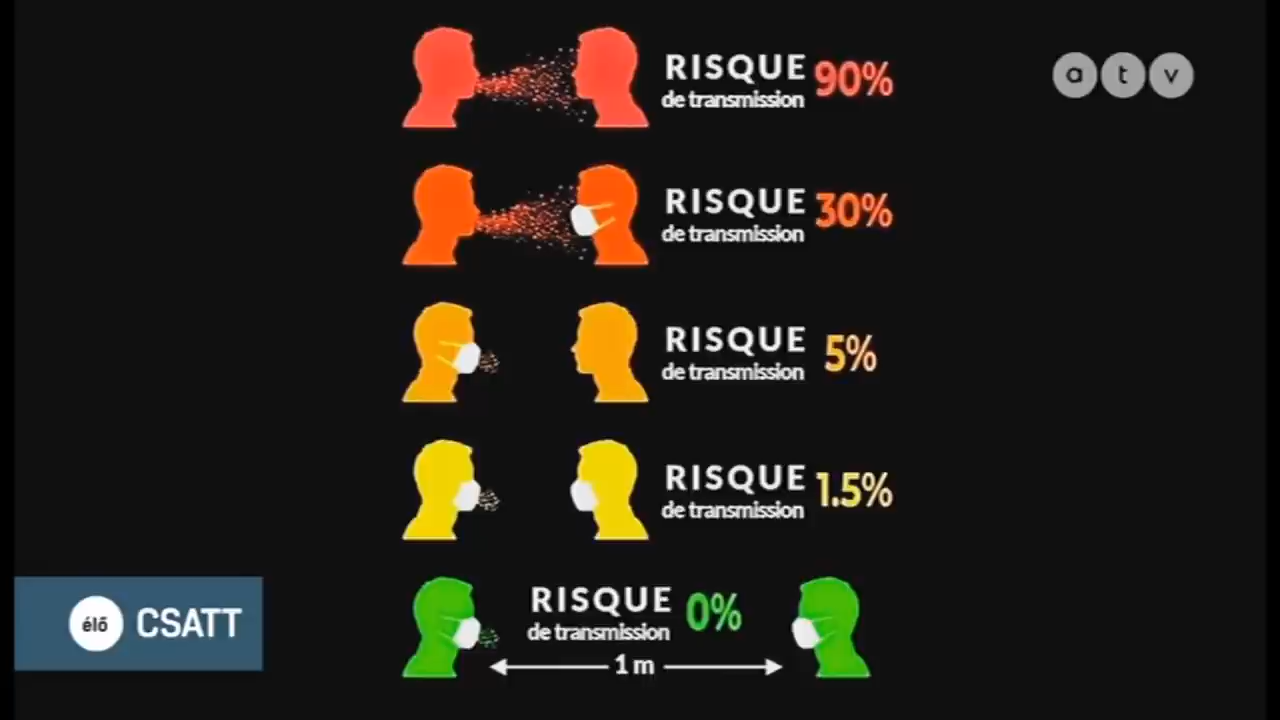 RISQUE 90%
de transmission
a t v
RISQUE 30%
de transmission
RISQUE 5%
de transmission
RISQUE 1.5%
de transmission
RISQUE 0%
de transmission
1 m
élő CSATT